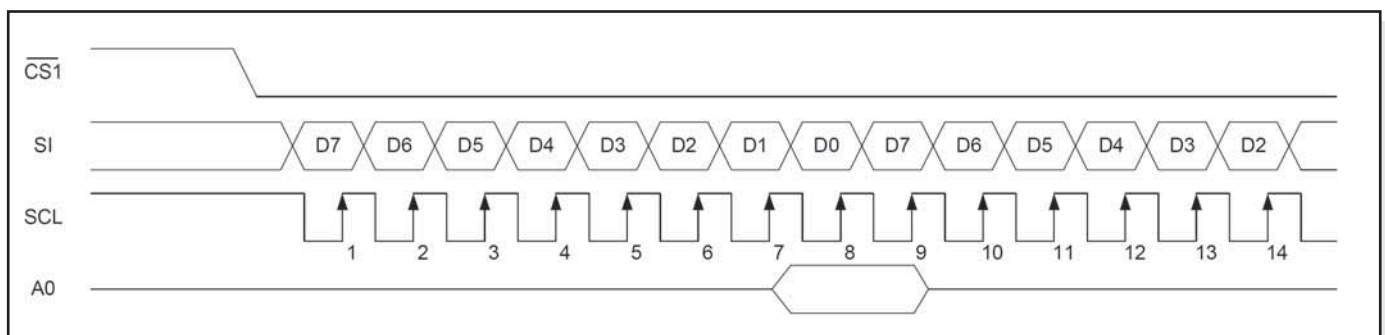 C̅S̅1̅
SI D7 D6 D5 D4 D3 D2 D1 D0 D7 D6 D5 D4 D3 D2
SCL
1 2 3 4 5 6 7 8 9 10 11 12 13 14
A0